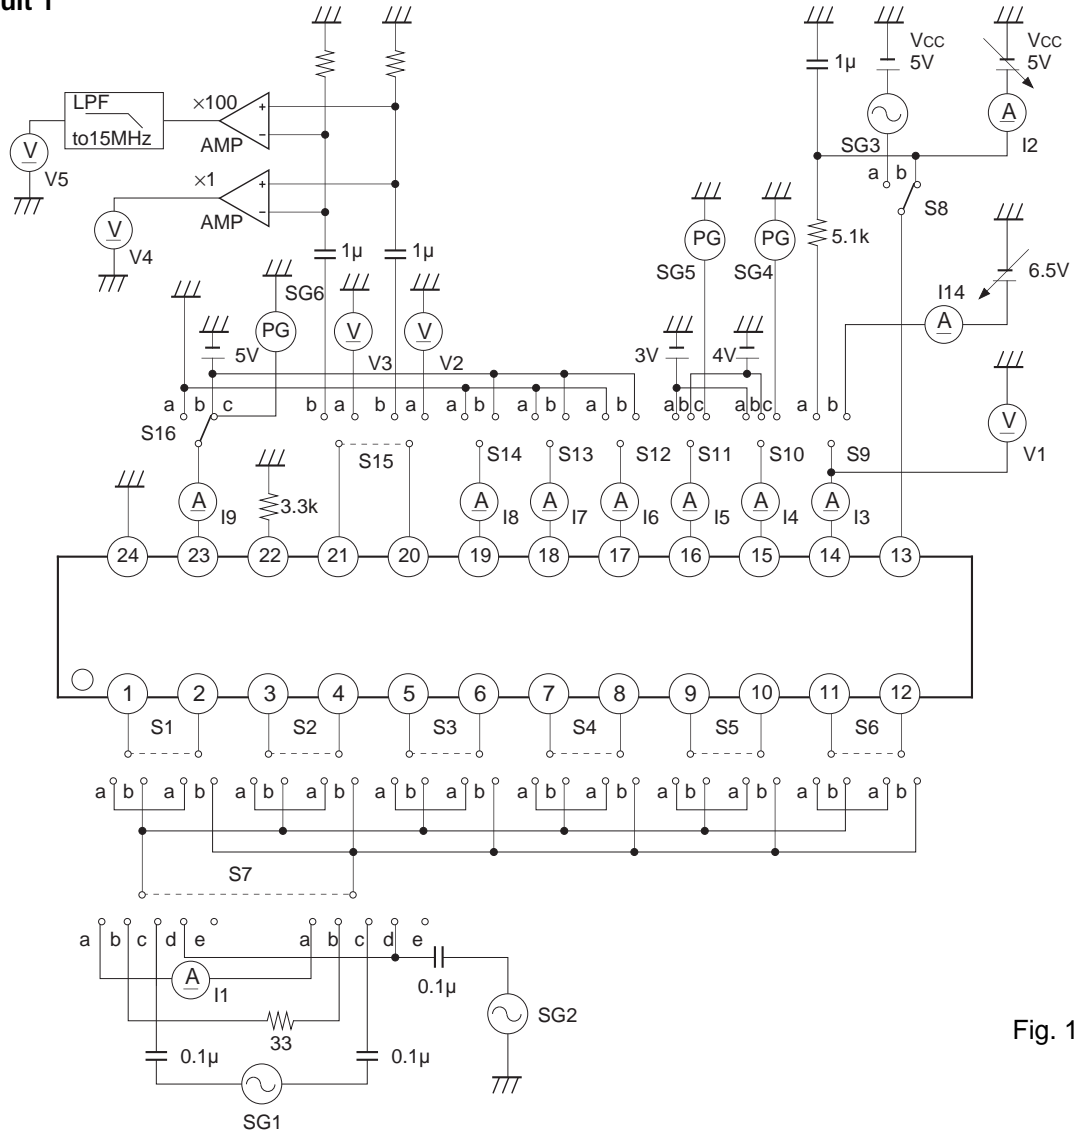 uit 1
VCC
5V
VCC
5V
1µ
A
I2
SG3
a b
S8
LPF
to15MHz
×100
AMP
+
−
V
V5
×1
AMP
+
−
V
V4
1µ 1µ
SG6
PG
5V
V
V3
V
V2
PG
SG5
PG
SG4
5.1k
6.5V
I14
A
3V
4V
V
V1
a b c b a b a a b a b a b a b c a b c a b
S16
S15
S14
S13
S12
S11
S10
S9
A
I9
3.3k
A
I8
A
I7
A
I6
A
I5
A
I4
A
I3
24 23 22 21 20 19 18 17 16 15 14 13
1 2 3 4 5 6 7 8 9 10 11 12
S1 S2 S3 S4 S5 S6
a b a b a b a b a b a b a b a b a b a b a b a b
S7
a b c d e a b c d e
A
I1
0.1µ
SG2
33
0.1µ
0.1µ
SG1
Fig. 1